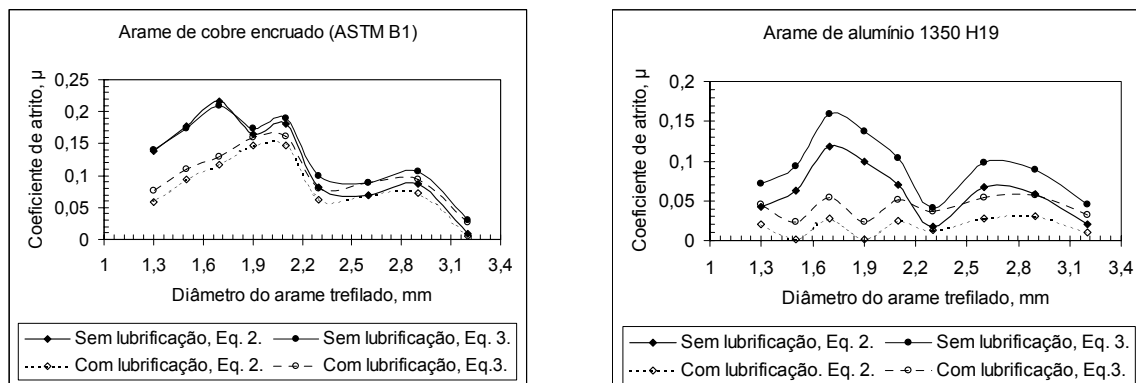 Arame de cobre encruado (ASTM B1)
Coeficiente de atrito, µ
0,25
0,2
0,15
0,1
0,05
0
1 1,3 1,6 1,9 2,2 2,5 2,8 3,1 3,4
Diâmetro do arame trefilado, mm
Sem lubrificação, Eq. 2. Sem lubrificação, Eq. 3.
Com lubrificação, Eq. 2. Com lubrificação, Eq.3.
Arame de alumínio 1350 H19
Coeficiente de atrito, µ
0,2
0,15
0,1
0,05
0
1 1,3 1,6 1,9 2,2 2,5 2,8 3,1 3,4
Diâmetro do arame trefilado, mm
Sem lubrificação, Eq. 2. Sem lubrificação, Eq. 3.
Com lubrificação. Eq. 2. Com lubrificação, Eq. 3.